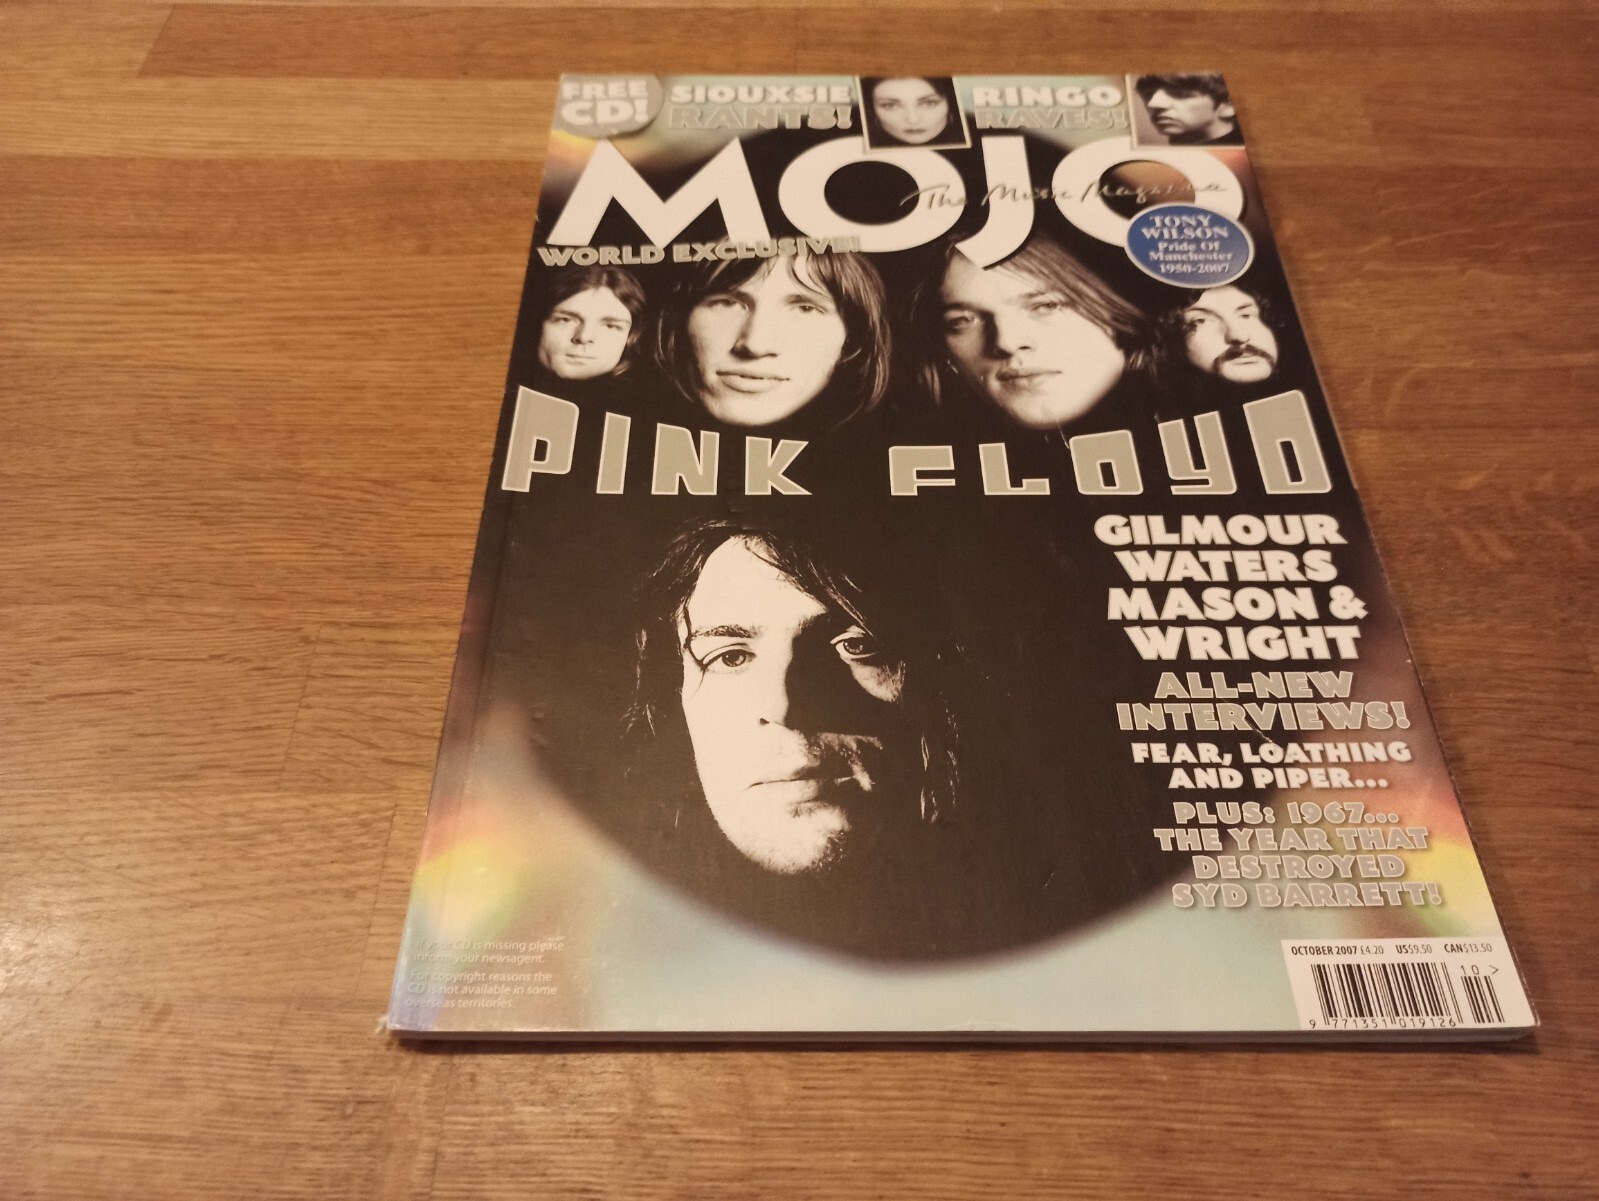 FREE
CD!
SIOUXSIE
RANTS!
RINGO
RAVES!
MOJO
The Music Magazine
TONY
WILSON
Pride Of
Manchester
1950-2007
WORLD EXCLUSIVE!
PINK FLOYD
GILMOUR
WATERS
MASON &
WRIGHT
ALL-NEW
INTERVIEWS!
FEAR, LOATHING
AND PIPER...
PLUS: 1967...
THE YEAR THAT
DESTROYED
SYD BARRETT!
If your CD is missing please
inform your newsagent.
For copyright reasons the
CD is not available in some
overseas territories.
OCTOBER 2007 £4.20 US$9.50 CAN$13.50
10 >
9 771351 019126